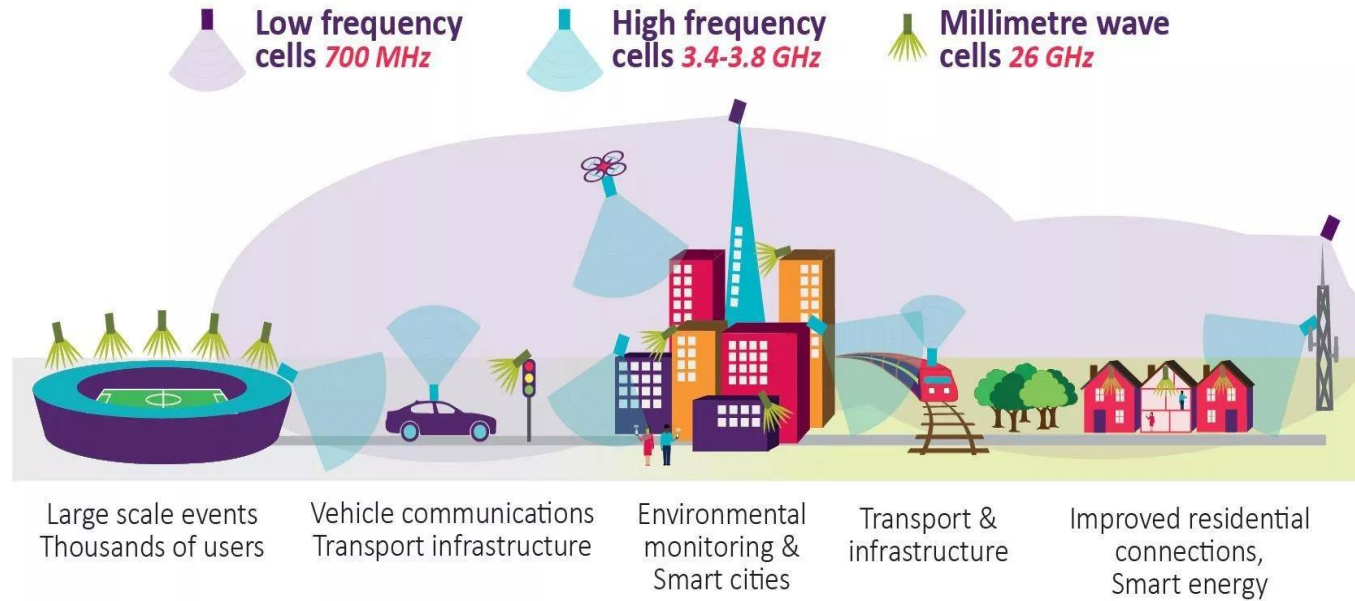 Low frequency
cells 700 MHz
High frequency
cells 3.4-3.8 GHz
Millimetre wave
cells 26 GHz
Large scale events
Thousands of users
Vehicle communications
Transport infrastructure
Environmental
monitoring &
Smart cities
Transport &
infrastructure
Improved residential
connections,
Smart energy